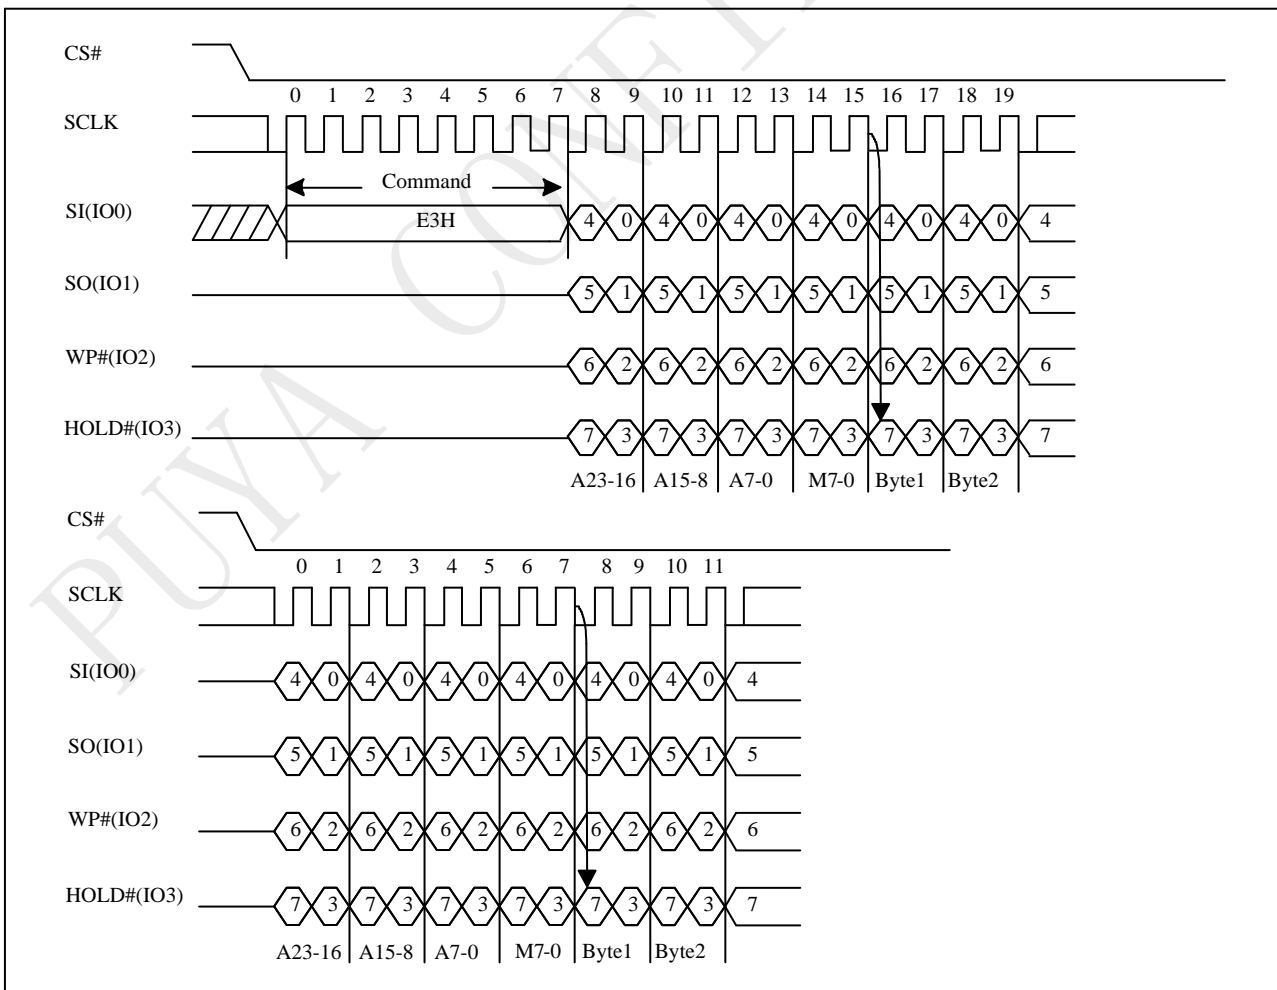 CS#
0 1 2 3 4 5 6 7 8 9 10 11 12 13 14 15 16 17 18 19
SCLK
Command
SI(IO0) E3H 4 0 4 0 4 0 4 0 4 0 4 0 4
SO(IO1) 5 1 5 1 5 1 5 1 5 1 5 1 5
WP#(IO2) 6 2 6 2 6 2 6 2 6 2 6 2 6
HOLD#(IO3) 7 3 7 3 7 3 7 3 7 3 7 3 7
A23-16 A15-8 A7-0 M7-0 Byte1 Byte2
CS#
0 1 2 3 4 5 6 7 8 9 10 11
SCLK
SI(IO0) 4 0 4 0 4 0 4 0 4 0 4 0 4
SO(IO1) 5 1 5 1 5 1 5 1 5 1 5 1 5
WP#(IO2) 6 2 6 2 6 2 6 2 6 2 6 2 6
HOLD#(IO3) 7 3 7 3 7 3 7 3 7 3 7 3 7
A23-16 A15-8 A7-0 M7-0 Byte1 Byte2
PUYA CONF